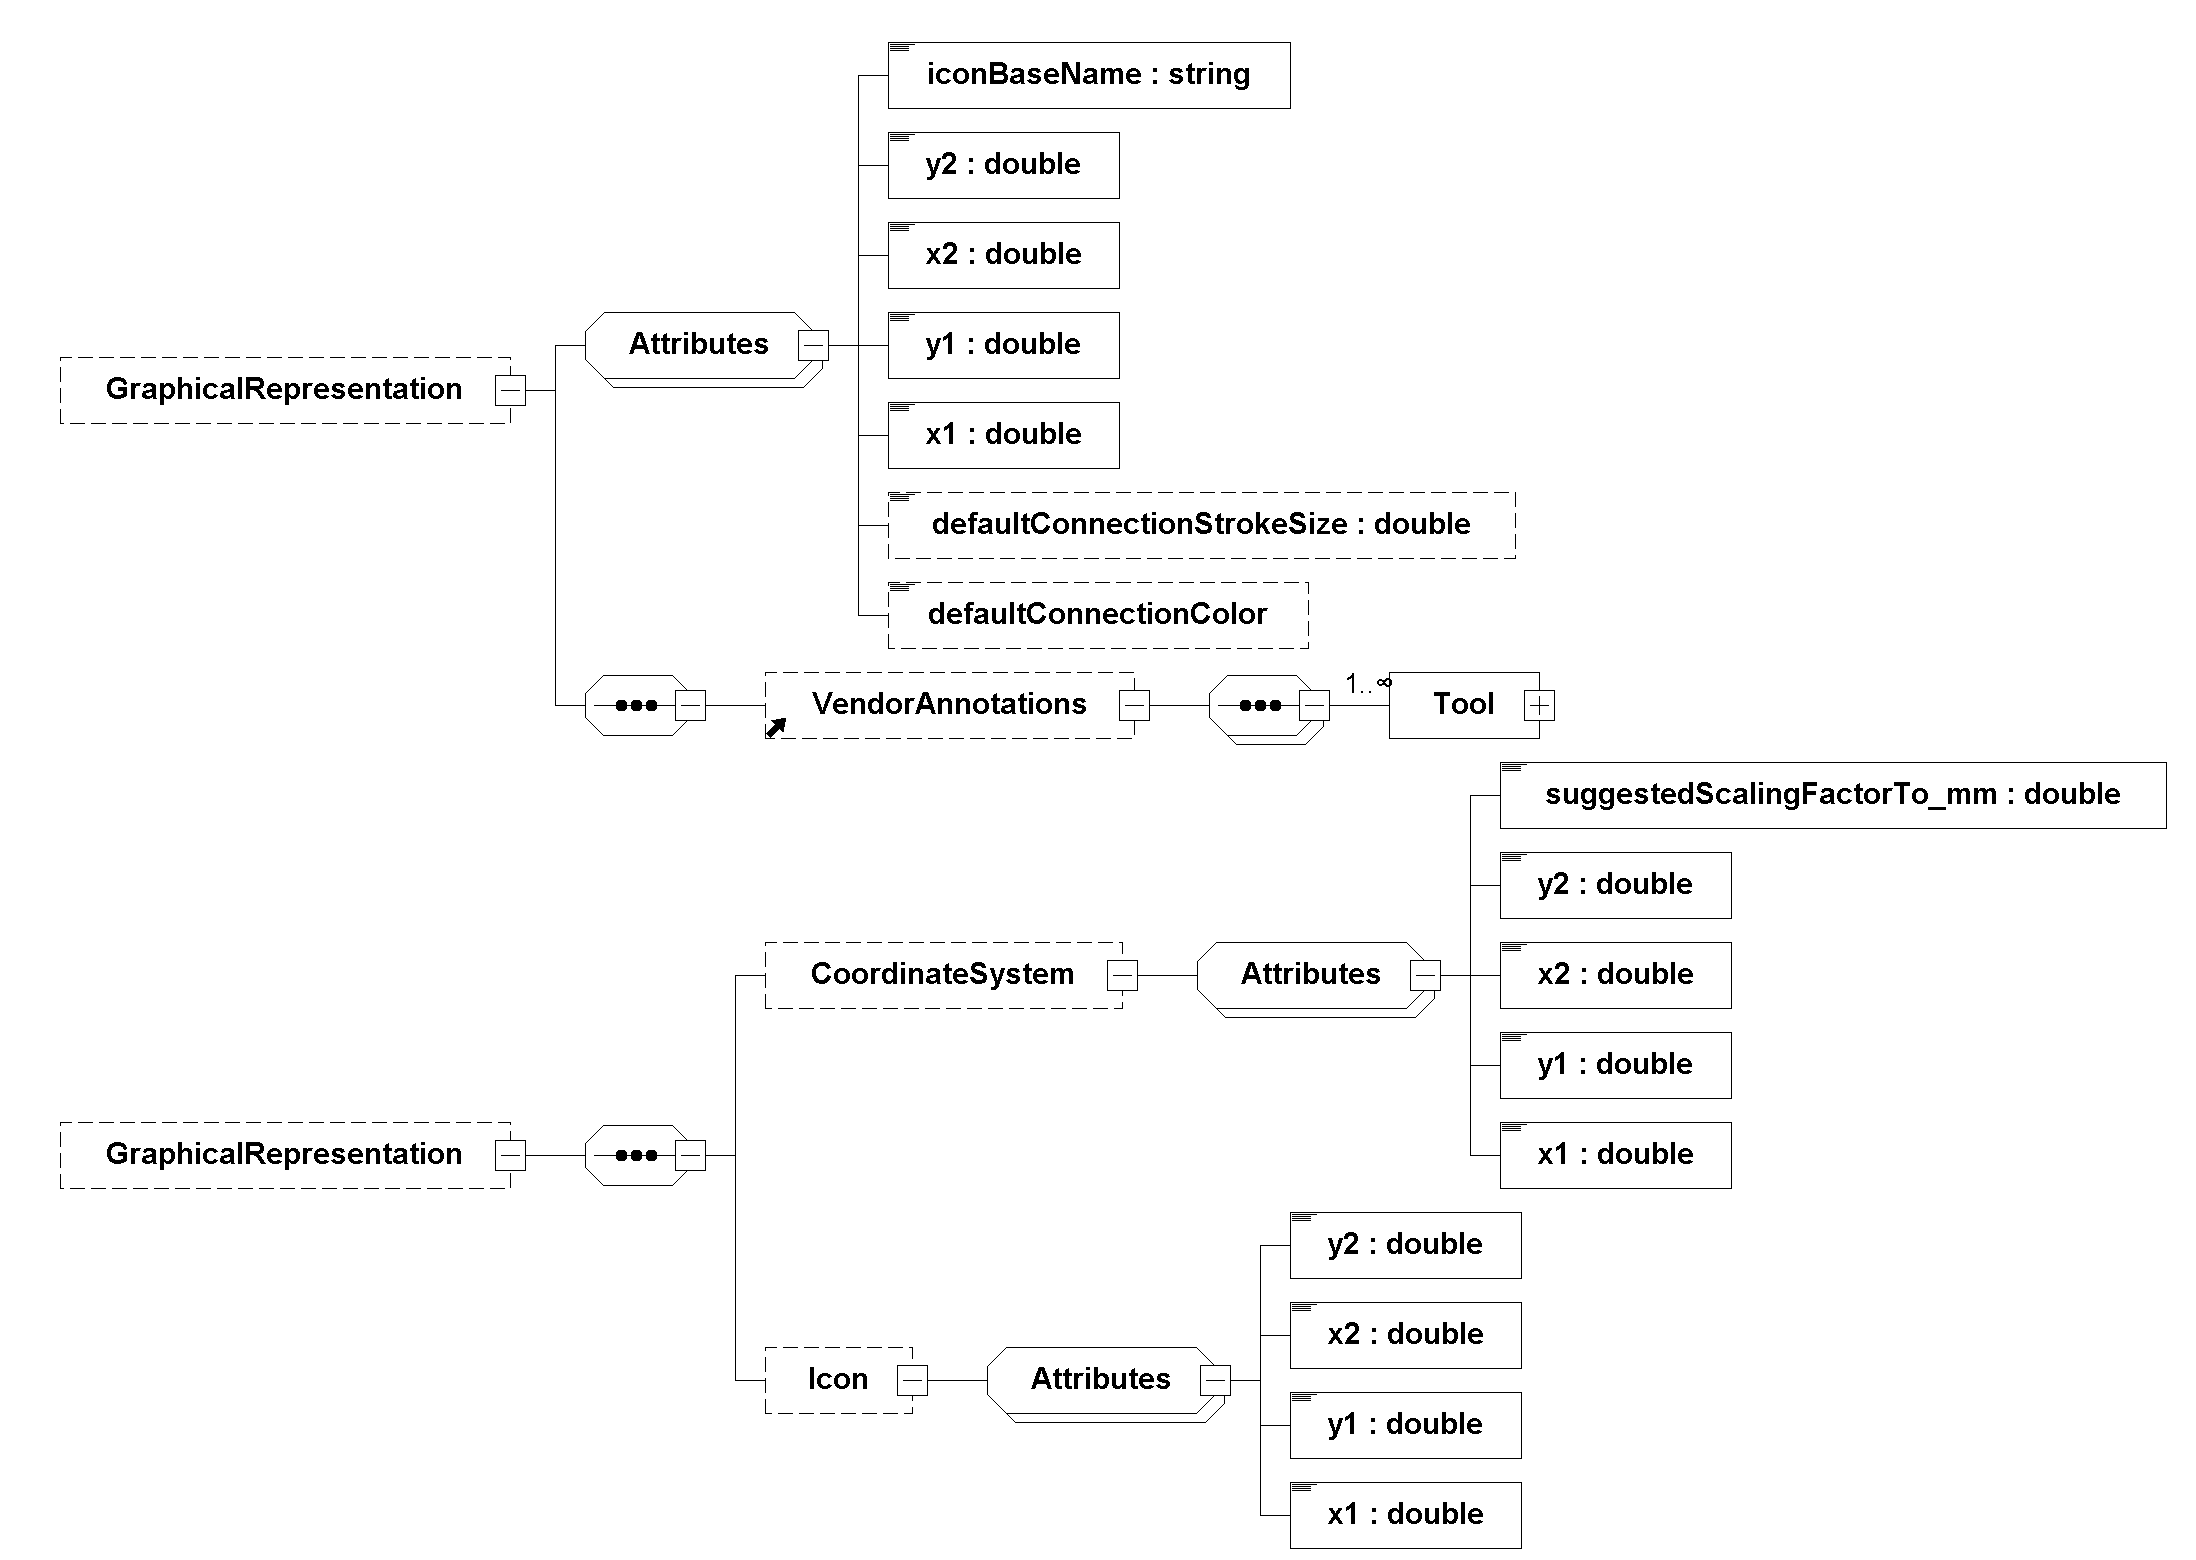 iconBaseName : string
y2 : double
x2 : double
Attributes
y1 : double
GraphicalRepresentation
x1 : double
defaultConnectionStrokeSize : double
defaultConnectionColor
VendorAnnotations
1..∞
Tool
suggestedScalingFactorTo_mm : double
y2 : double
CoordinateSystem
Attributes
x2 : double
y1 : double
GraphicalRepresentation
x1 : double
y2 : double
x2 : double
Icon
Attributes
y1 : double
x1 : double